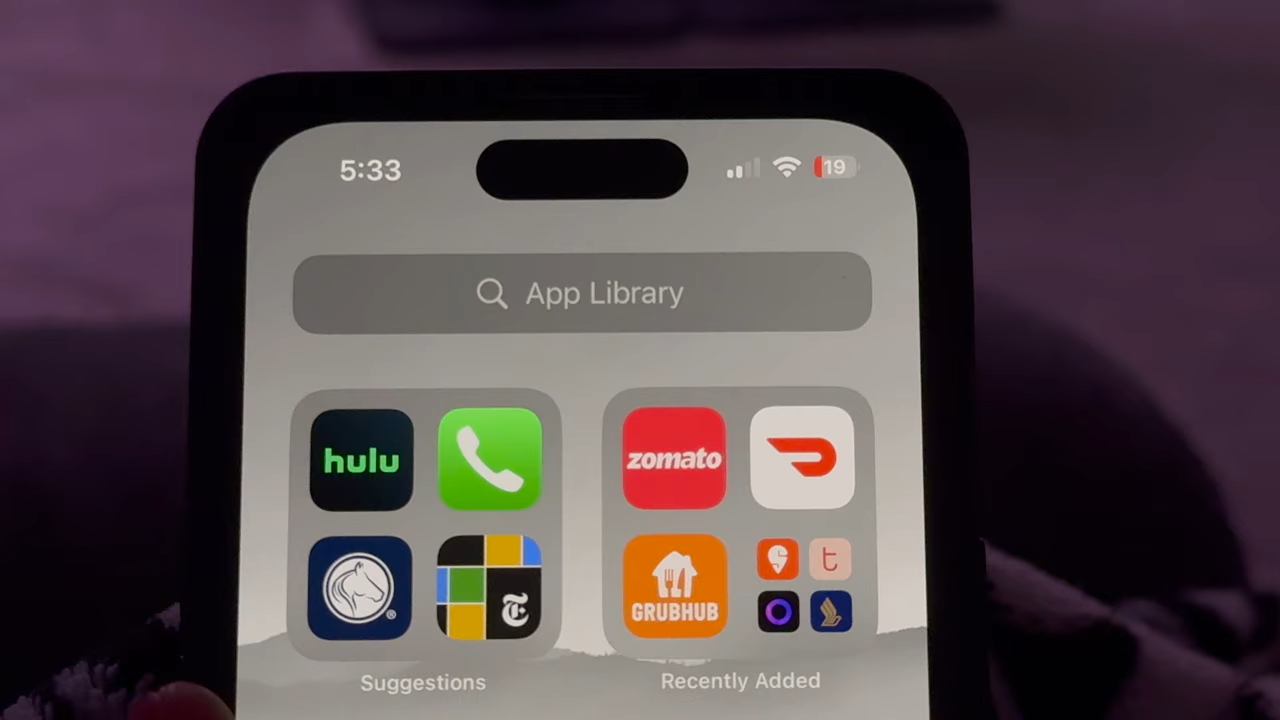 5:33
19
App Library
hulu
zomato
GRUBHUB
®
t
Suggestions
Recently Added